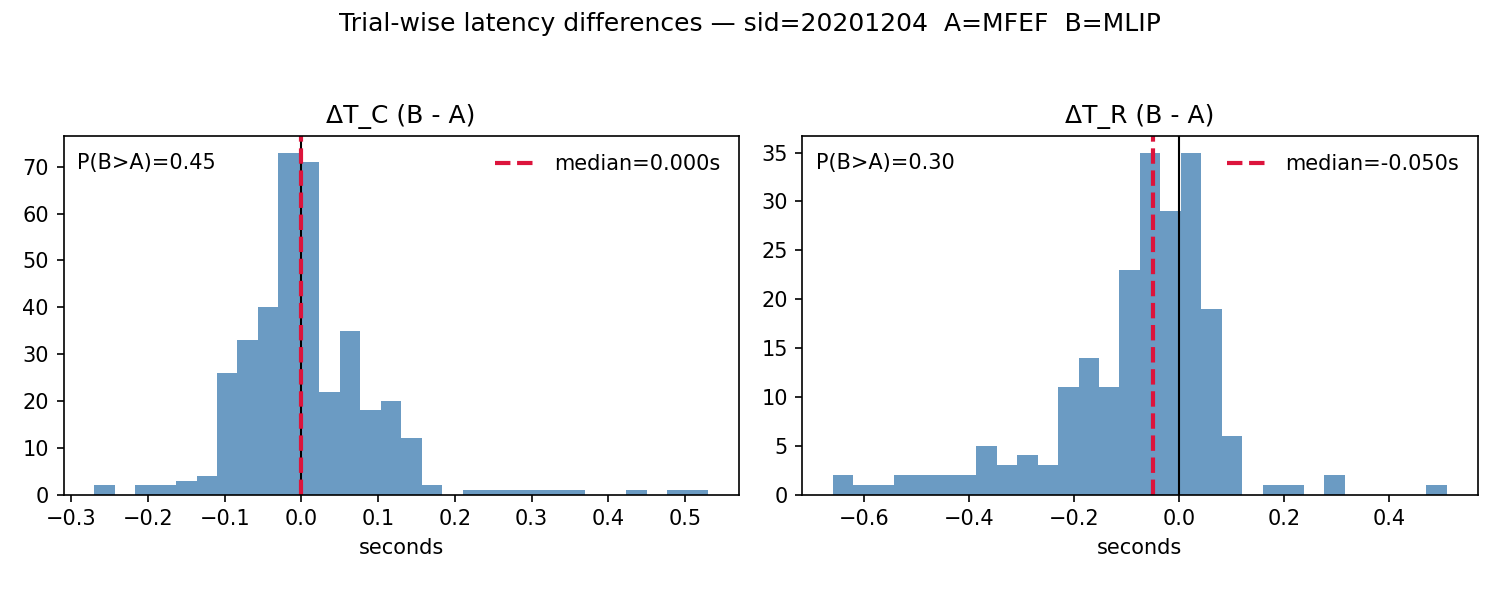 Trial-wise latency differences — sid=20201204  A=MFEF  B=MLIP
ΔT_C (B - A)
P(B>A)=0.45
median=0.000s
70
60
50
40
30
20
10
0
−0.3 −0.2 −0.1 0.0 0.1 0.2 0.3 0.4 0.5
seconds
ΔT_R (B - A)
P(B>A)=0.30
median=-0.050s
35
30
25
20
15
10
5
0
−0.6 −0.4 −0.2 0.0 0.2 0.4
seconds